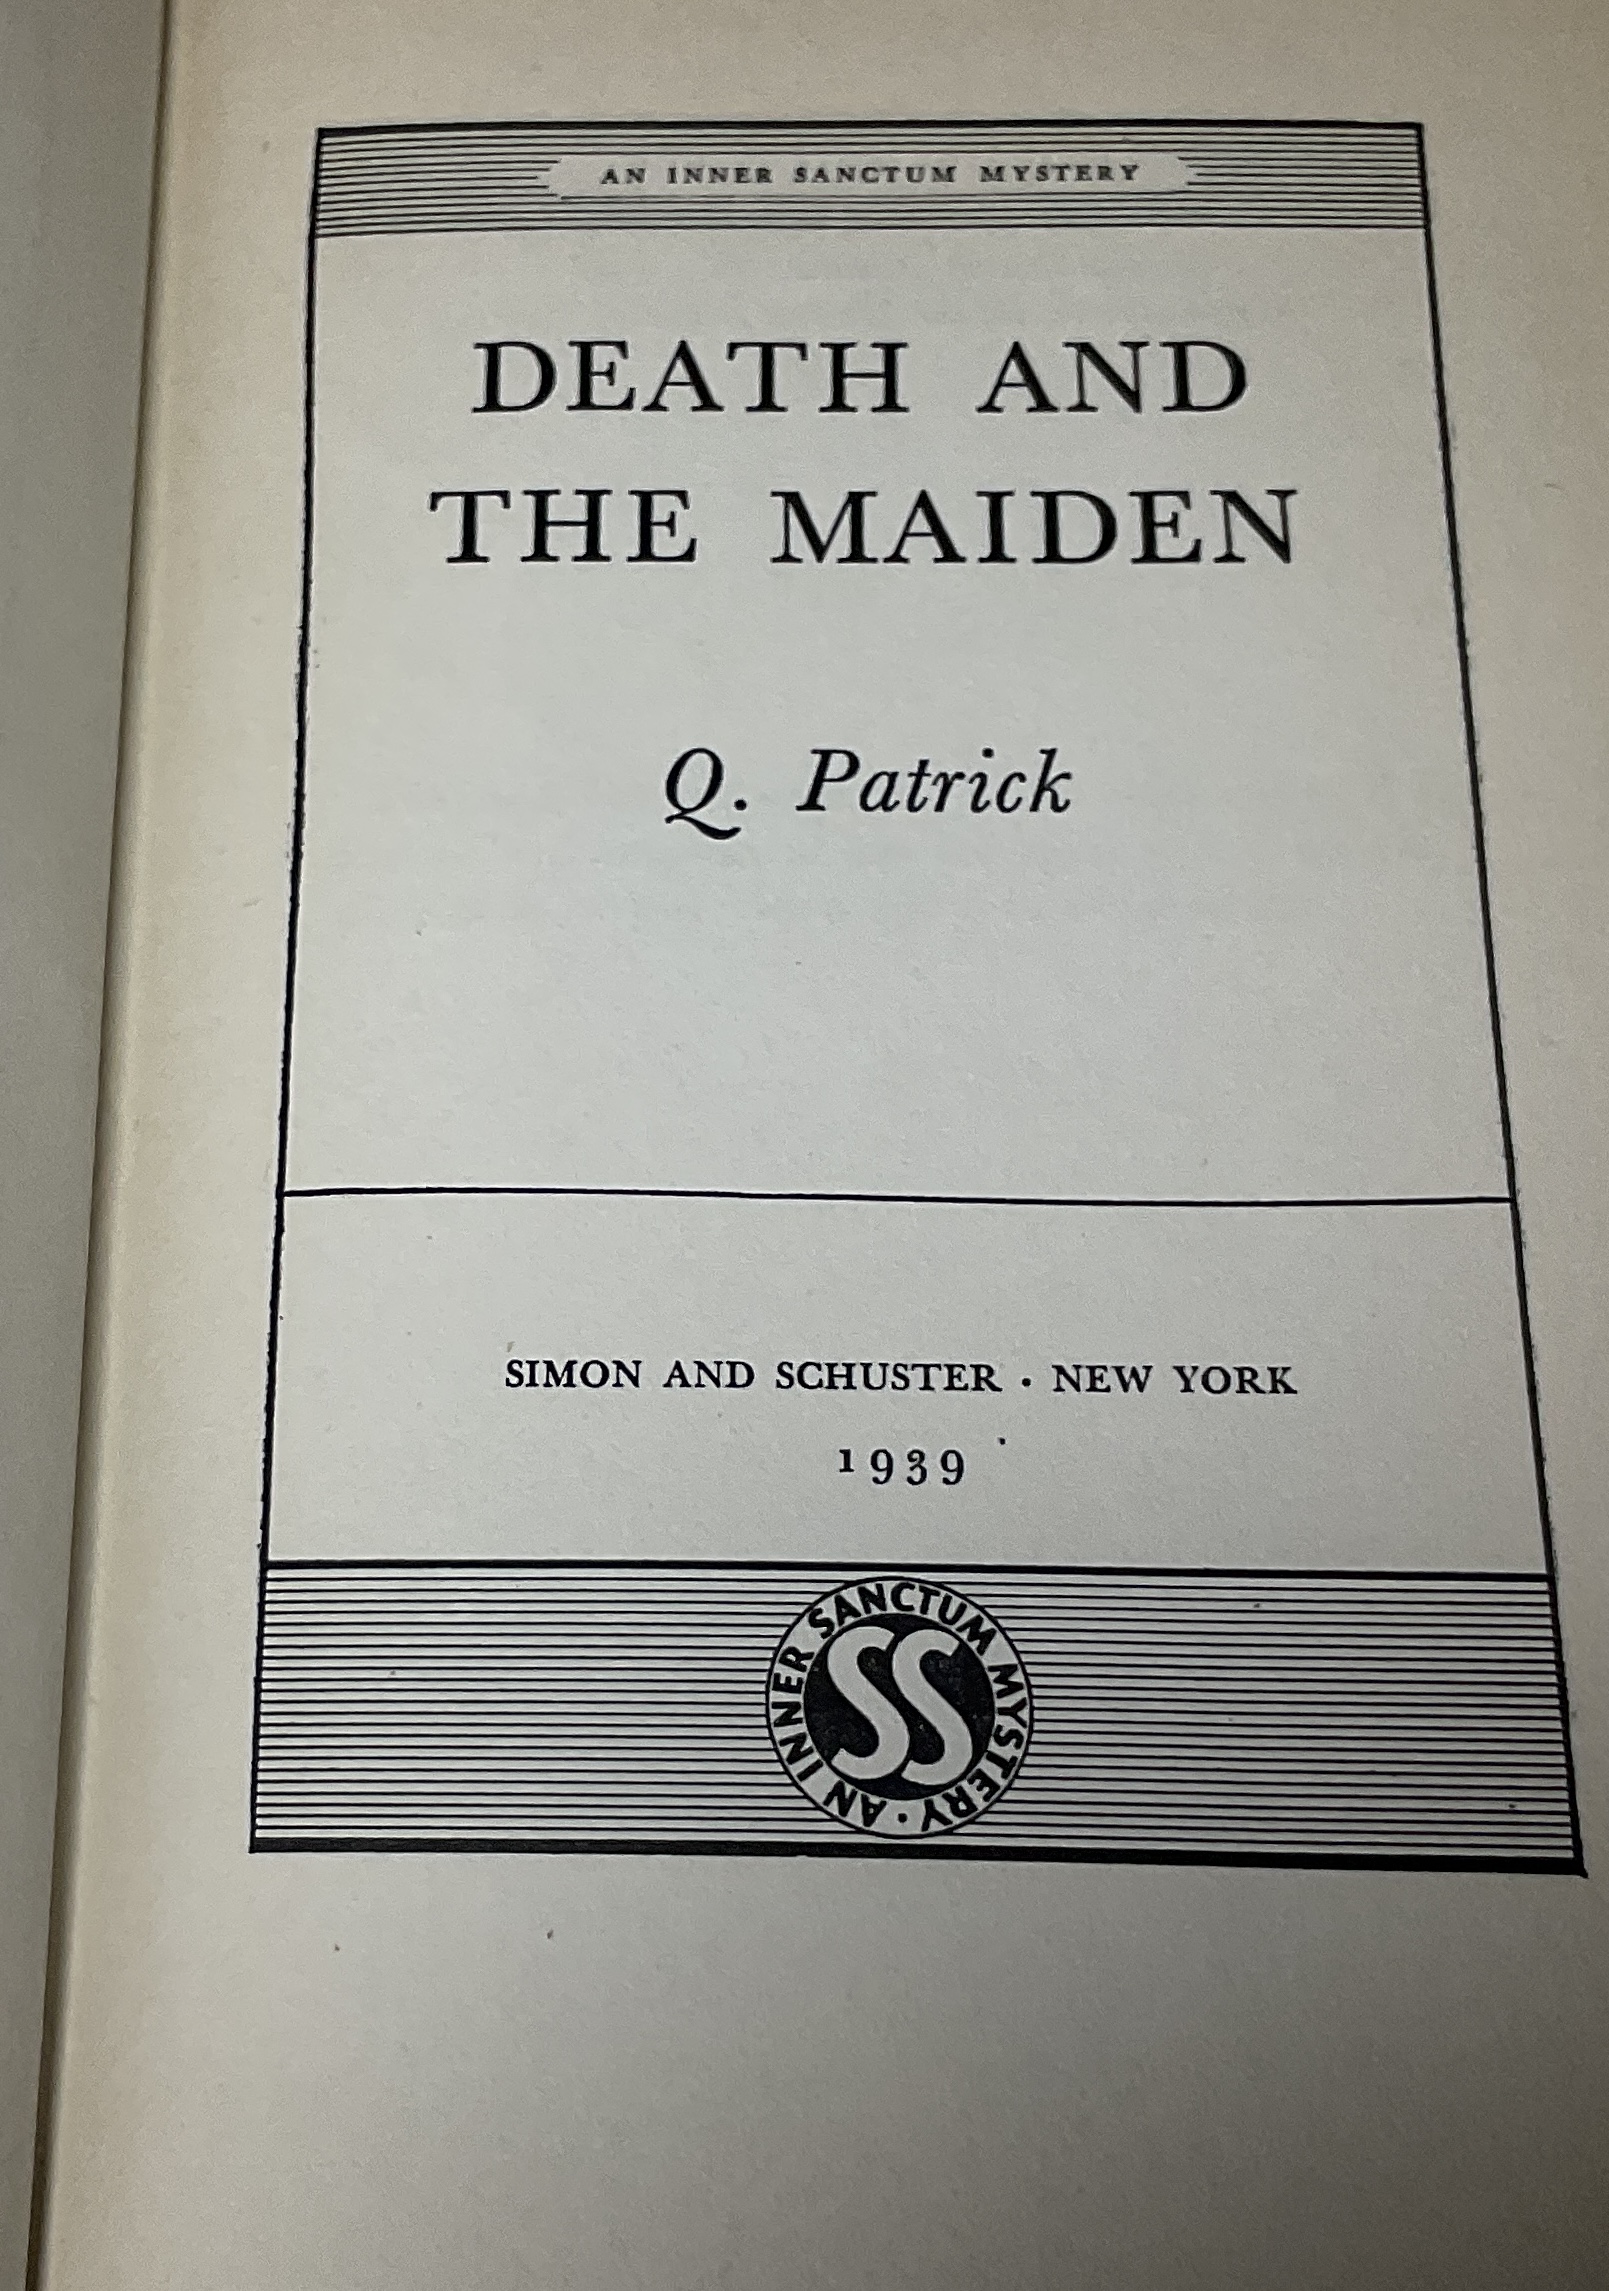 AN INNER SANCTUM MYSTERY
DEATH AND
THE MAIDEN
Q. Patrick
SIMON AND SCHUSTER · NEW YORK
1939
AN INNER SANCTUM MYSTERY ·
SS